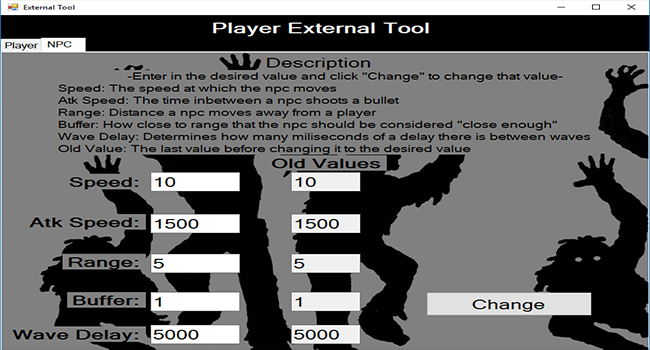 External Tool
Player External Tool
Player NPC
Description
-Enter in the desired value and click "Change" to change that value-
Speed: The speed at which the npc moves
Atk Speed: The time inbetween a npc shoots a bullet
Range: Distance a npc moves away from a player
Buffer: How close to range that the npc should be considered "close enough"
Wave Delay: Determines how many miliseconds of a delay there is between waves
Old Value: The last value before changing it to the desired value
Old Values
Speed: 10 10
Atk Speed: 1500 1500
Range: 5 5
Buffer: 1 1 Change
Wave Delay: 5000 5000